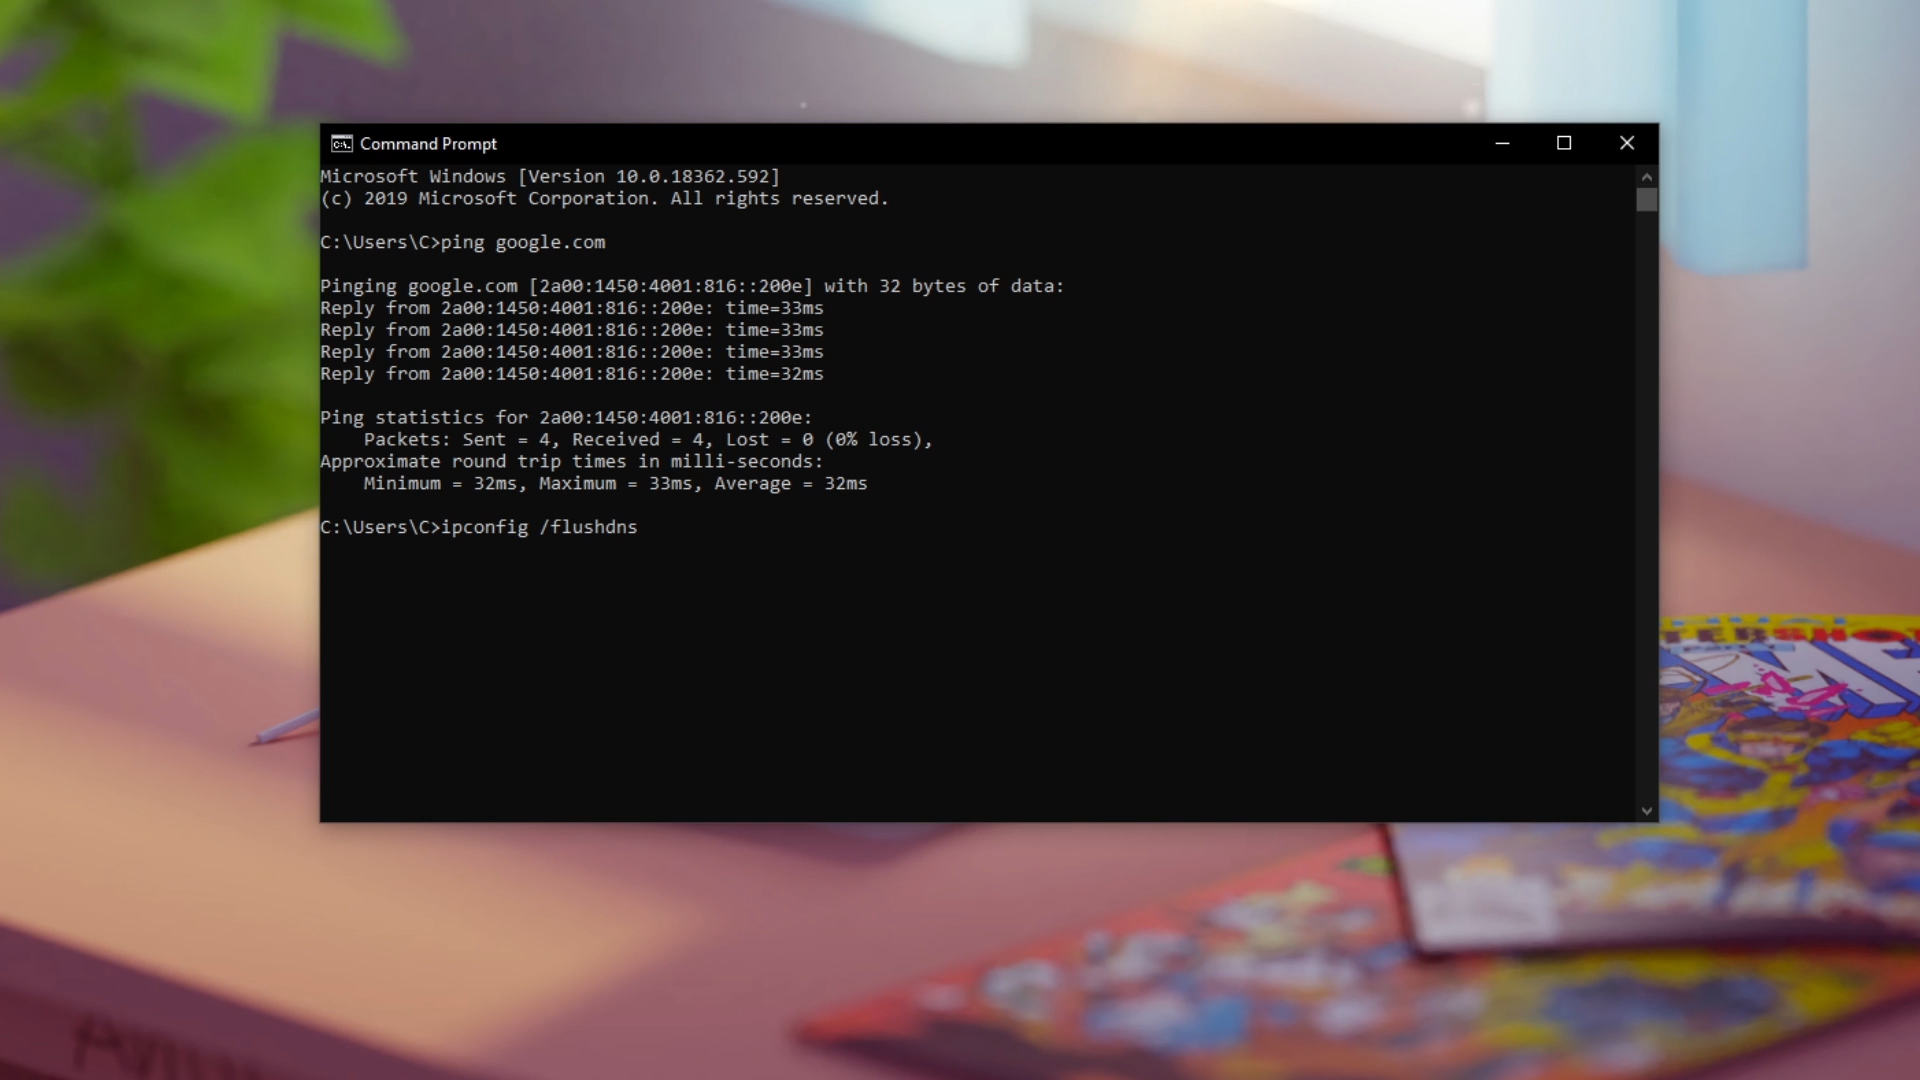 Command Prompt
Microsoft Windows [Version 10.0.18362.592]
(c) 2019 Microsoft Corporation. All rights reserved.
C:\Users\C>ping google.com
Pinging google.com [2a00:1450:4001:816::200e] with 32 bytes of data:
Reply from 2a00:1450:4001:816::200e: time=33ms
Reply from 2a00:1450:4001:816::200e: time=33ms
Reply from 2a00:1450:4001:816::200e: time=33ms
Reply from 2a00:1450:4001:816::200e: time=32ms
Ping statistics for 2a00:1450:4001:816::200e:
Packets: Sent = 4, Received = 4, Lost = 0 (0% loss),
Approximate round trip times in milli-seconds:
Minimum = 32ms, Maximum = 33ms, Average = 32ms
C:\Users\C>ipconfig /flushdns